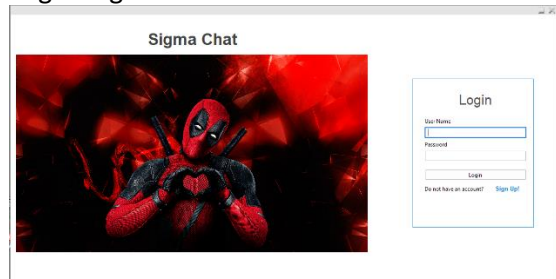 Sigma Chat
Login
User Name
Password
Login
Do not have an account? Sign Up!